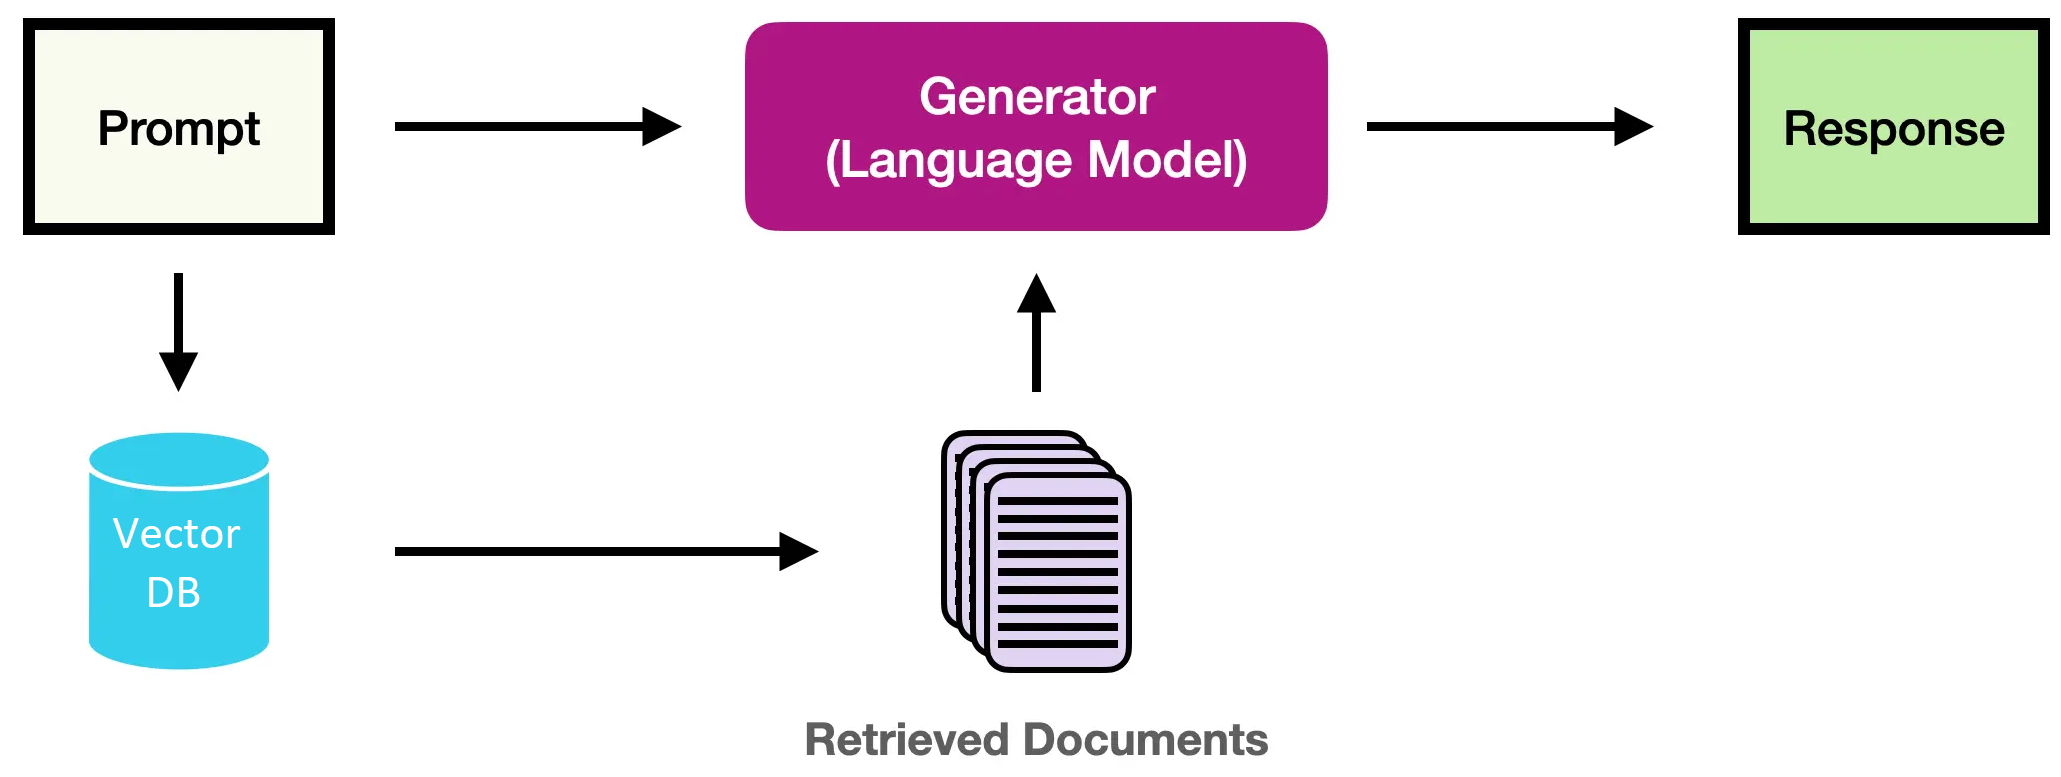 Prompt
Generator
(Language Model)
Response
Vector
DB
Retrieved Documents